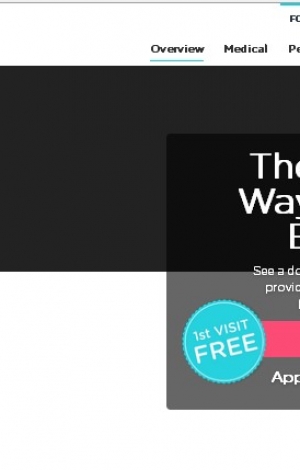 FO
Overview Medical Pe
The
Way
E
See a do
provid
1st VISIT
FREE
App